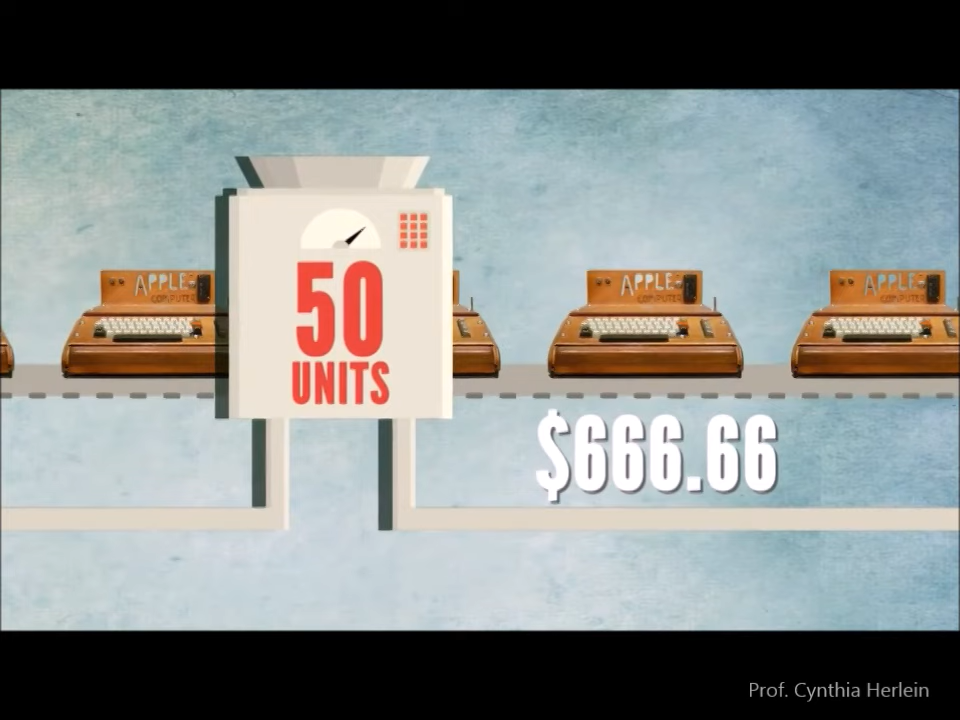 APPLE
COMPUTER
50
UNITS
APPLE
COMPUTER
APPLE
COMPUTER
$666.66
Prof. Cynthia Herlein